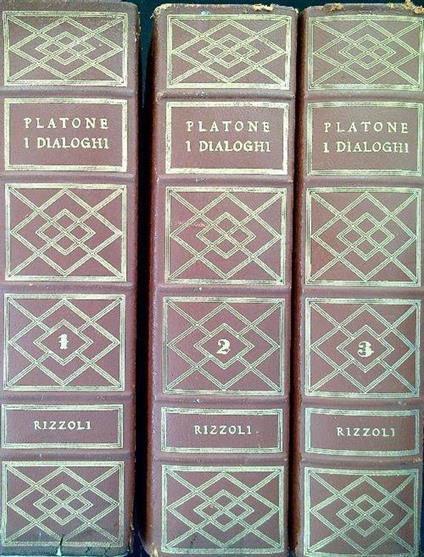 PLATONE
I DIALOGHI
1
RIZZOLI
PLATONE
I DIALOGHI
2
RIZZOLI
PLATONE
I DIALOGHI
3
RIZZOLI